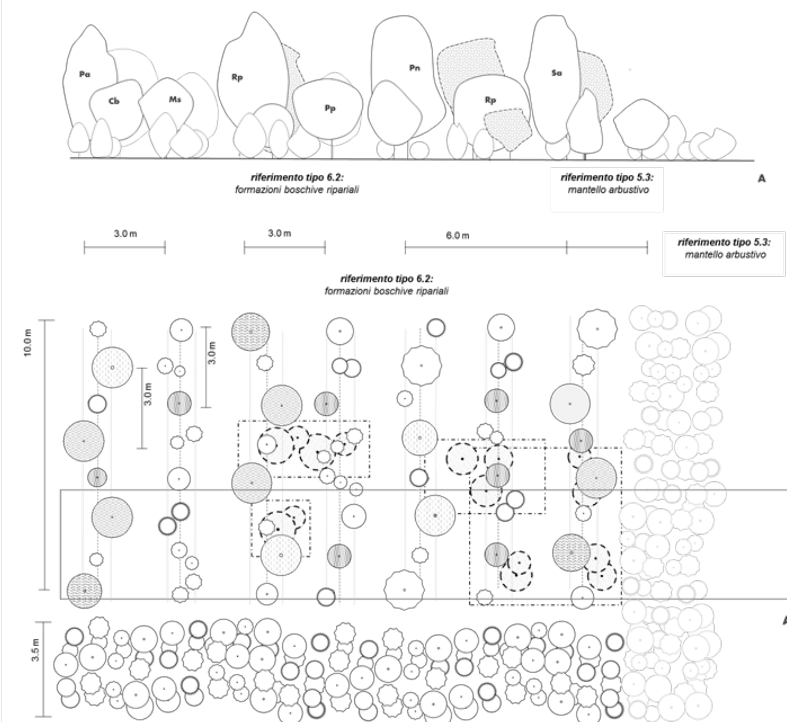 Pa
Cb
Ms
Rp
Pp
Pn
Rp
Sa
riferimento tipo 6.2:
formazioni boschive ripariali
riferimento tipo 5.3:
mantello arbustivo
A
3.0 m
3.0 m
6.0 m
riferimento tipo 5.3:
mantello arbustivo
riferimento tipo 6.2:
formazioni boschive ripariali
10.0 m
3.0 m
3.0 m
3.5 m